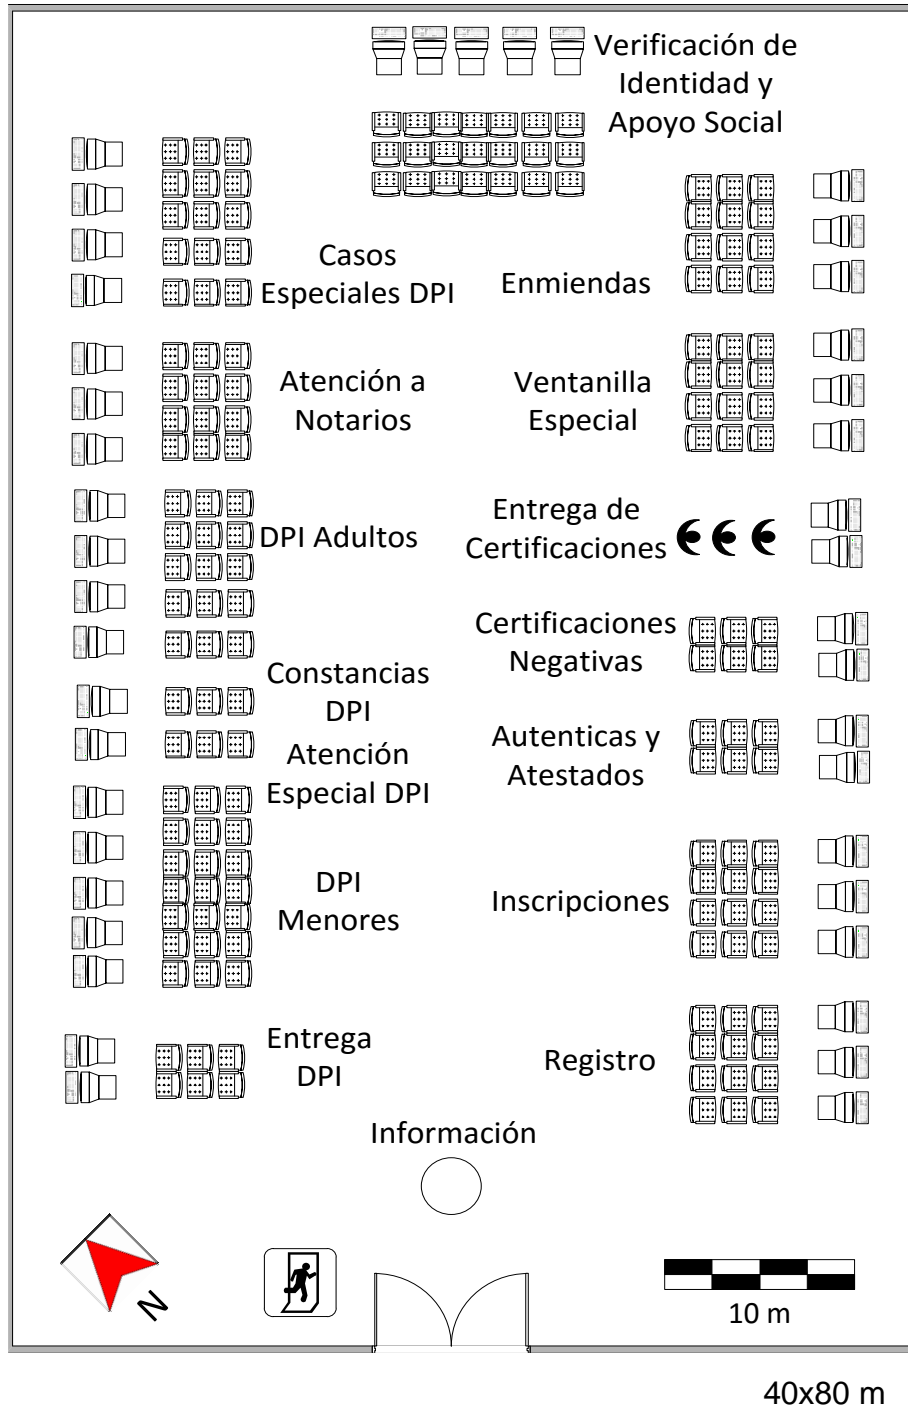 Verificación de
Identidad y
Apoyo Social
Casos
Especiales DPI
Enmiendas
Atención a
Notarios
Ventanilla
Especial
DPI Adultos
Entrega de
Certificaciones
Constancias
DPI
Certificaciones
Negativas
Atención
Especial DPI
Autenticas y
Atestados
DPI
Menores
Inscripciones
Entrega
DPI
Registro
Información
N
10 m
40x80 m